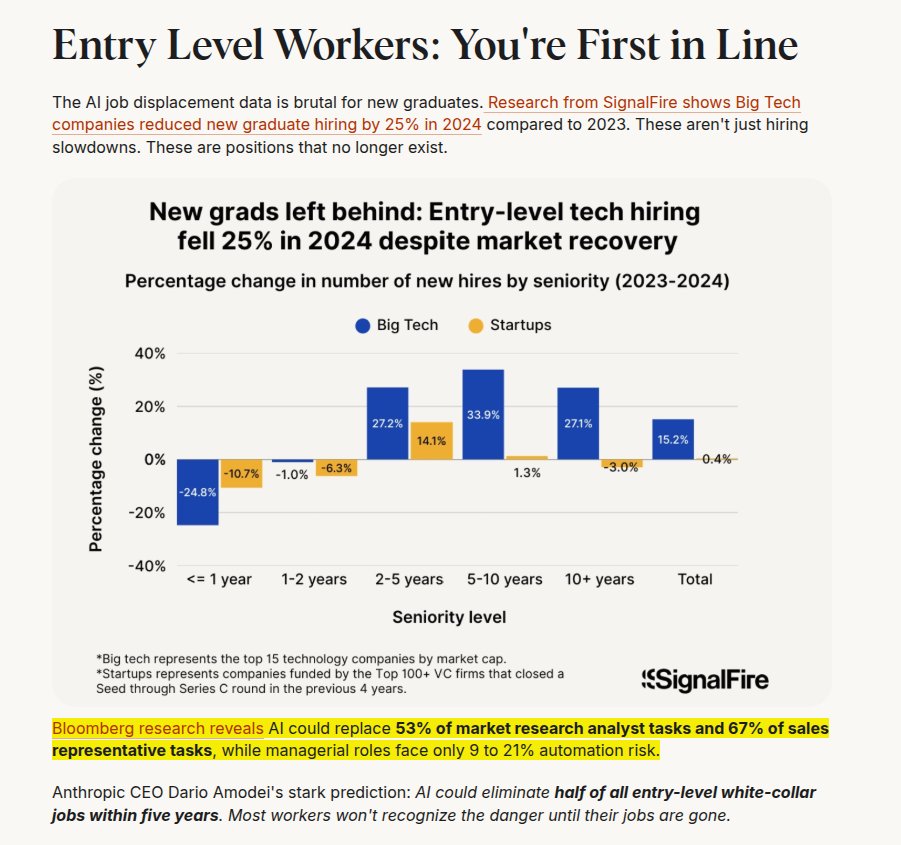 Entry Level Workers: You're First in Line
The AI job displacement data is brutal for new graduates. Research from SignalFire shows Big Tech
companies reduced new graduate hiring by 25% in 2024 compared to 2023. These aren't just hiring
slowdowns. These are positions that no longer exist.
New grads left behind: Entry-level tech hiring
fell 25% in 2024 despite market recovery
Percentage change in number of new hires by seniority (2023-2024)
Big Tech Startups
Percentage change (%)
40%
20%
0%
-20%
-40%
-24.8% -10.7% -1.0% -6.3% 27.2% 14.1% 33.9% 1.3% 27.1% -3.0% 15.2% 0.4%
<= 1 year 1-2 years 2-5 years 5-10 years 10+ years Total
Seniority level
*Big tech represents the top 15 technology companies by market cap.
*Startups represents companies funded by the Top 100+ VC firms that closed a
Seed through Series C round in the previous 4 years.
SignalFire
Bloomberg research reveals AI could replace 53% of market research analyst tasks and 67% of sales
representative tasks, while managerial roles face only 9 to 21% automation risk.
Anthropic CEO Dario Amodei's stark prediction: AI could eliminate half of all entry-level white-collar
jobs within five years. Most workers won't recognize the danger until their jobs are gone.